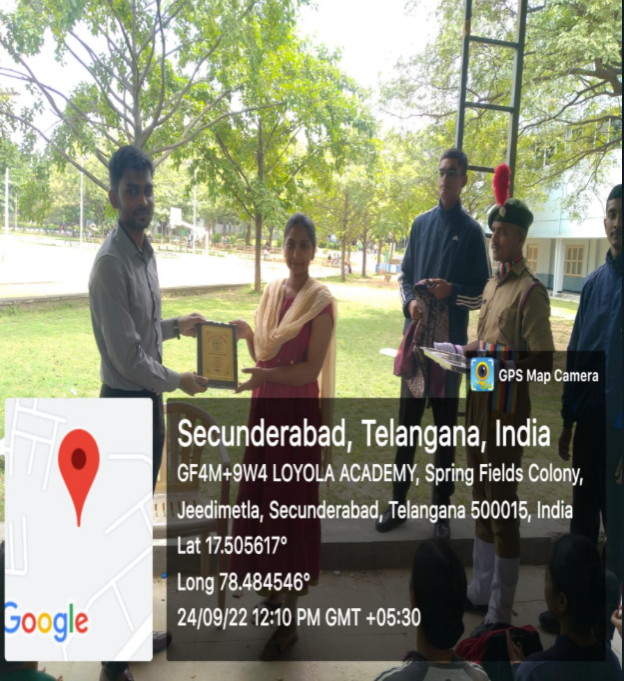 GPS Map Camera
Secunderabad, Telangana, India
GF4M+9W4 LOYOLA ACADEMY, Spring Fields Colony,
Jeedimetla, Secunderabad, Telangana 500015, India
Lat 17.505617°
Long 78.484546°
24/09/22 12:10 PM GMT +05:30
Google